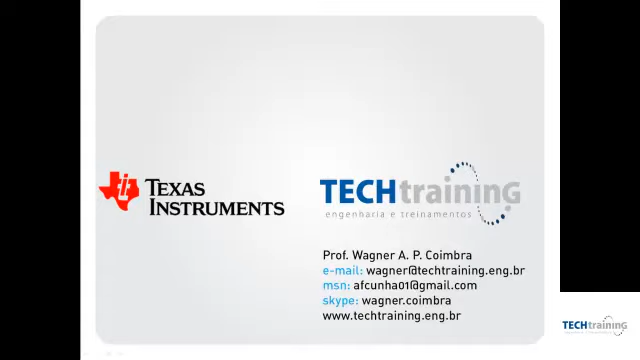 TEXAS
INSTRUMENTS
TECHtraininG
engenharia e treinamentos
Prof. Wagner A. P. Coimbra
e-mail: wagner@techtraining.eng.br
msn: afcunha01@gmail.com
skype: wagner.coimbra
www.techtraining.eng.br
TECHtraininG